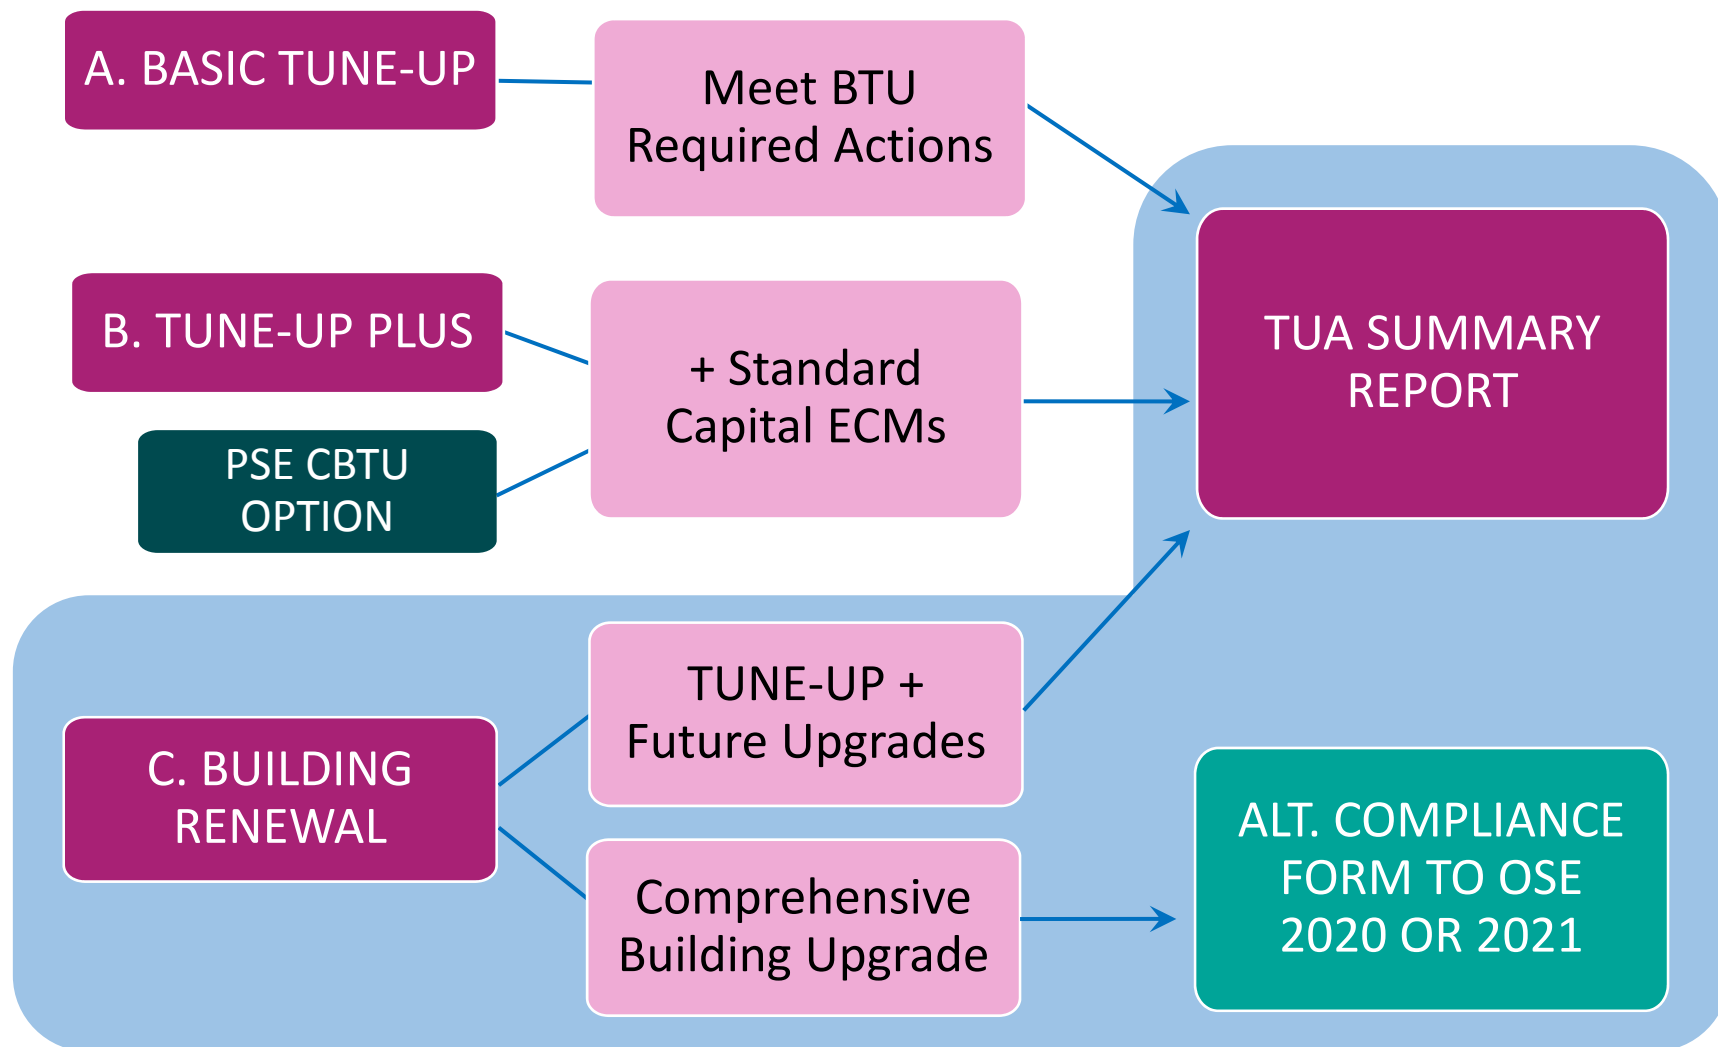 A. BASIC TUNE-UP
Meet BTU
Required Actions
B. TUNE-UP PLUS
PSE CBTU
OPTION
+ Standard
Capital ECMs
TUA SUMMARY
REPORT
C. BUILDING
RENEWAL
TUNE-UP +
Future Upgrades
Comprehensive
Building Upgrade
ALT. COMPLIANCE
FORM TO OSE
2020 OR 2021